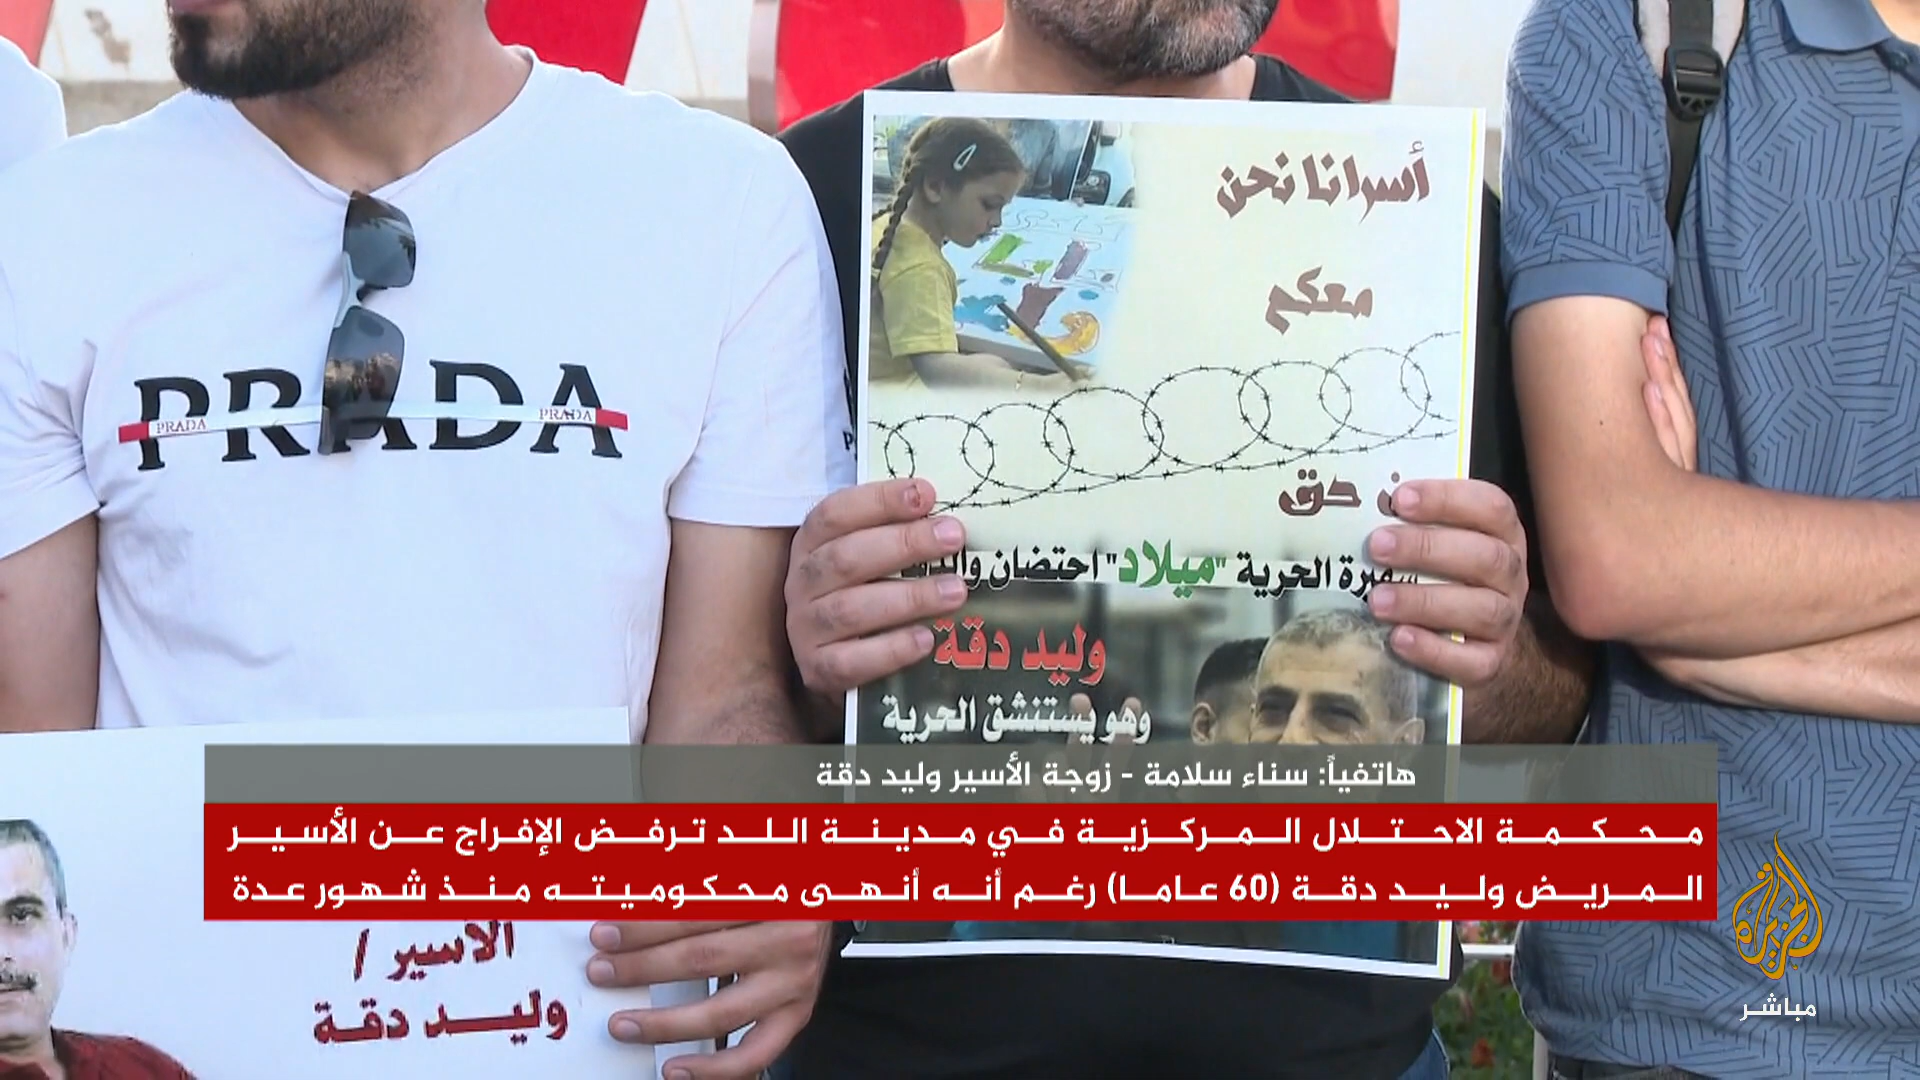 أسرانا نحن
معكم
حق
سفيرة الحرية "ميلاد" احتضان والدها
وليد دقة
وهو يستنشق الحرية
PRADA
PRADA
PRADA
هاتفياً: سناء سلامة - زوجة الأسير وليد دقة
محكمة الاحتلال المركزية في مدينة اللد ترفض الإفراج عن الأسير
المريض وليد دقة (60 عاما) رغم أنه أنهى محكوميته منذ شهور عدة
الجزيرة
مباشر
الأسير /
وليد دقة